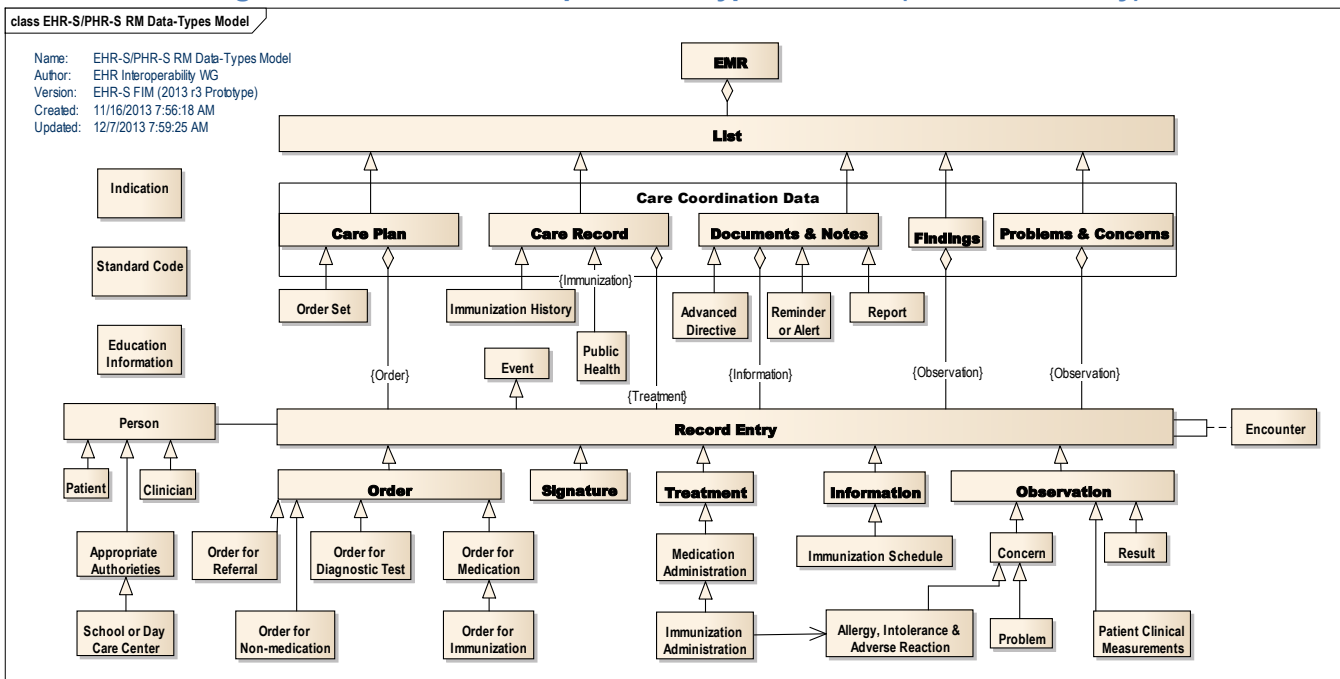 class EHR-S/PHR-S RM Data-Types Model
Name: EHR-S/PHR-S RM Data-Types Model
Author: EHR Interoperability WG
Version: EHR-S FIM (2013 r3 Prototype)
Created: 11/16/2013 7:56:18 AM
Updated: 12/7/2013 7:59:25 AM
EMR
List
Indication
Standard Code
Education
Information
Care Coordination Data
Care Plan
Care Record
Documents & Notes
Findings
Problems & Concerns
{Immunization}
Order Set
Immunization History
Advanced
Directive
Reminder
or Alert
Report
Public
Health
Event
{Order}
{Treatment}
{Information}
{Observation}
{Observation}
Person
Record Entry
Encounter
Patient
Clinician
Order
Signature
Treatment
Information
Observation
Appropriate
Authorieties
Order for
Referral
Order for
Diagnostic Test
Order for
Medication
Medication
Administration
Immunization Schedule
Concern
Result
School or Day
Care Center
Order for
Non-medication
Order for
Immunization
Immunization
Administration
Allergy, Intolerance &
Adverse Reaction
Problem
Patient Clinical
Measurements